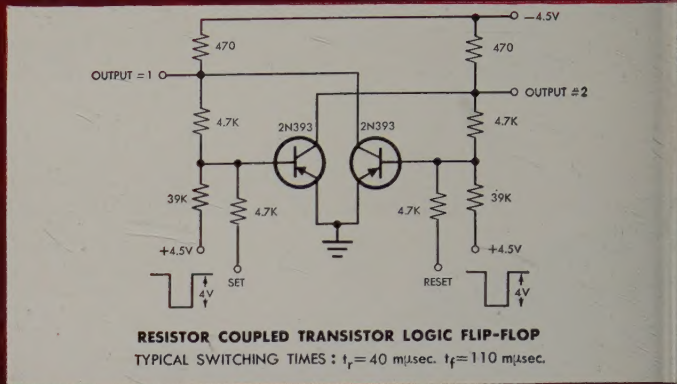 –4.5V
470
470
OUTPUT #1
OUTPUT #2
4.7K
4.7K
2N393
2N393
39K
4.7K
4.7K
39K
+4.5V
+4.5V
4V
SET
RESET
4V
RESISTOR COUPLED TRANSISTOR LOGIC FLIP-FLOP
TYPICAL SWITCHING TIMES : tr = 40 mμsec. tf = 110 mμsec.